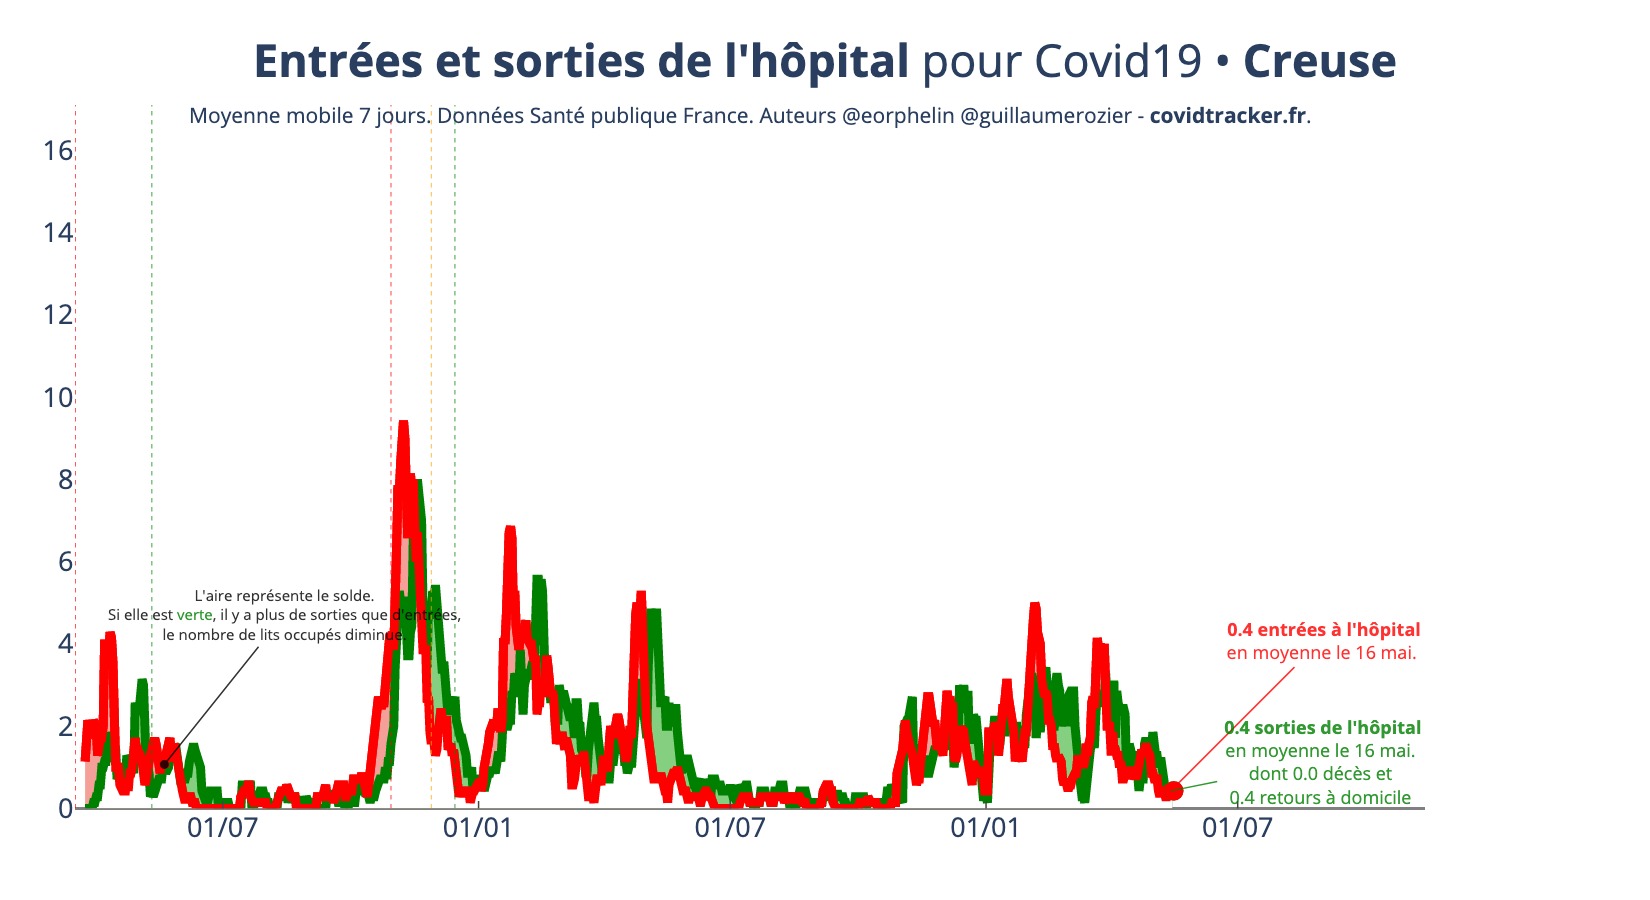 Entrées et sorties de l'hôpital pour Covid19 • Creuse
Moyenne mobile 7 jours. Données Santé publique France. Auteurs @eorphelin @guillaumerozier - covidtracker.fr.
16
14
12
10
8
6
4
2
0
L'aire représente le solde.
Si elle est verte, il y a plus de sorties que d'entrées,
le nombre de lits occupés diminue.
0.4 entrées à l'hôpital
en moyenne le 16 mai.
0.4 sorties de l'hôpital
en moyenne le 16 mai.
dont 0.0 décès et
0.4 retours à domicile
01/07
01/01
01/07
01/01
01/07